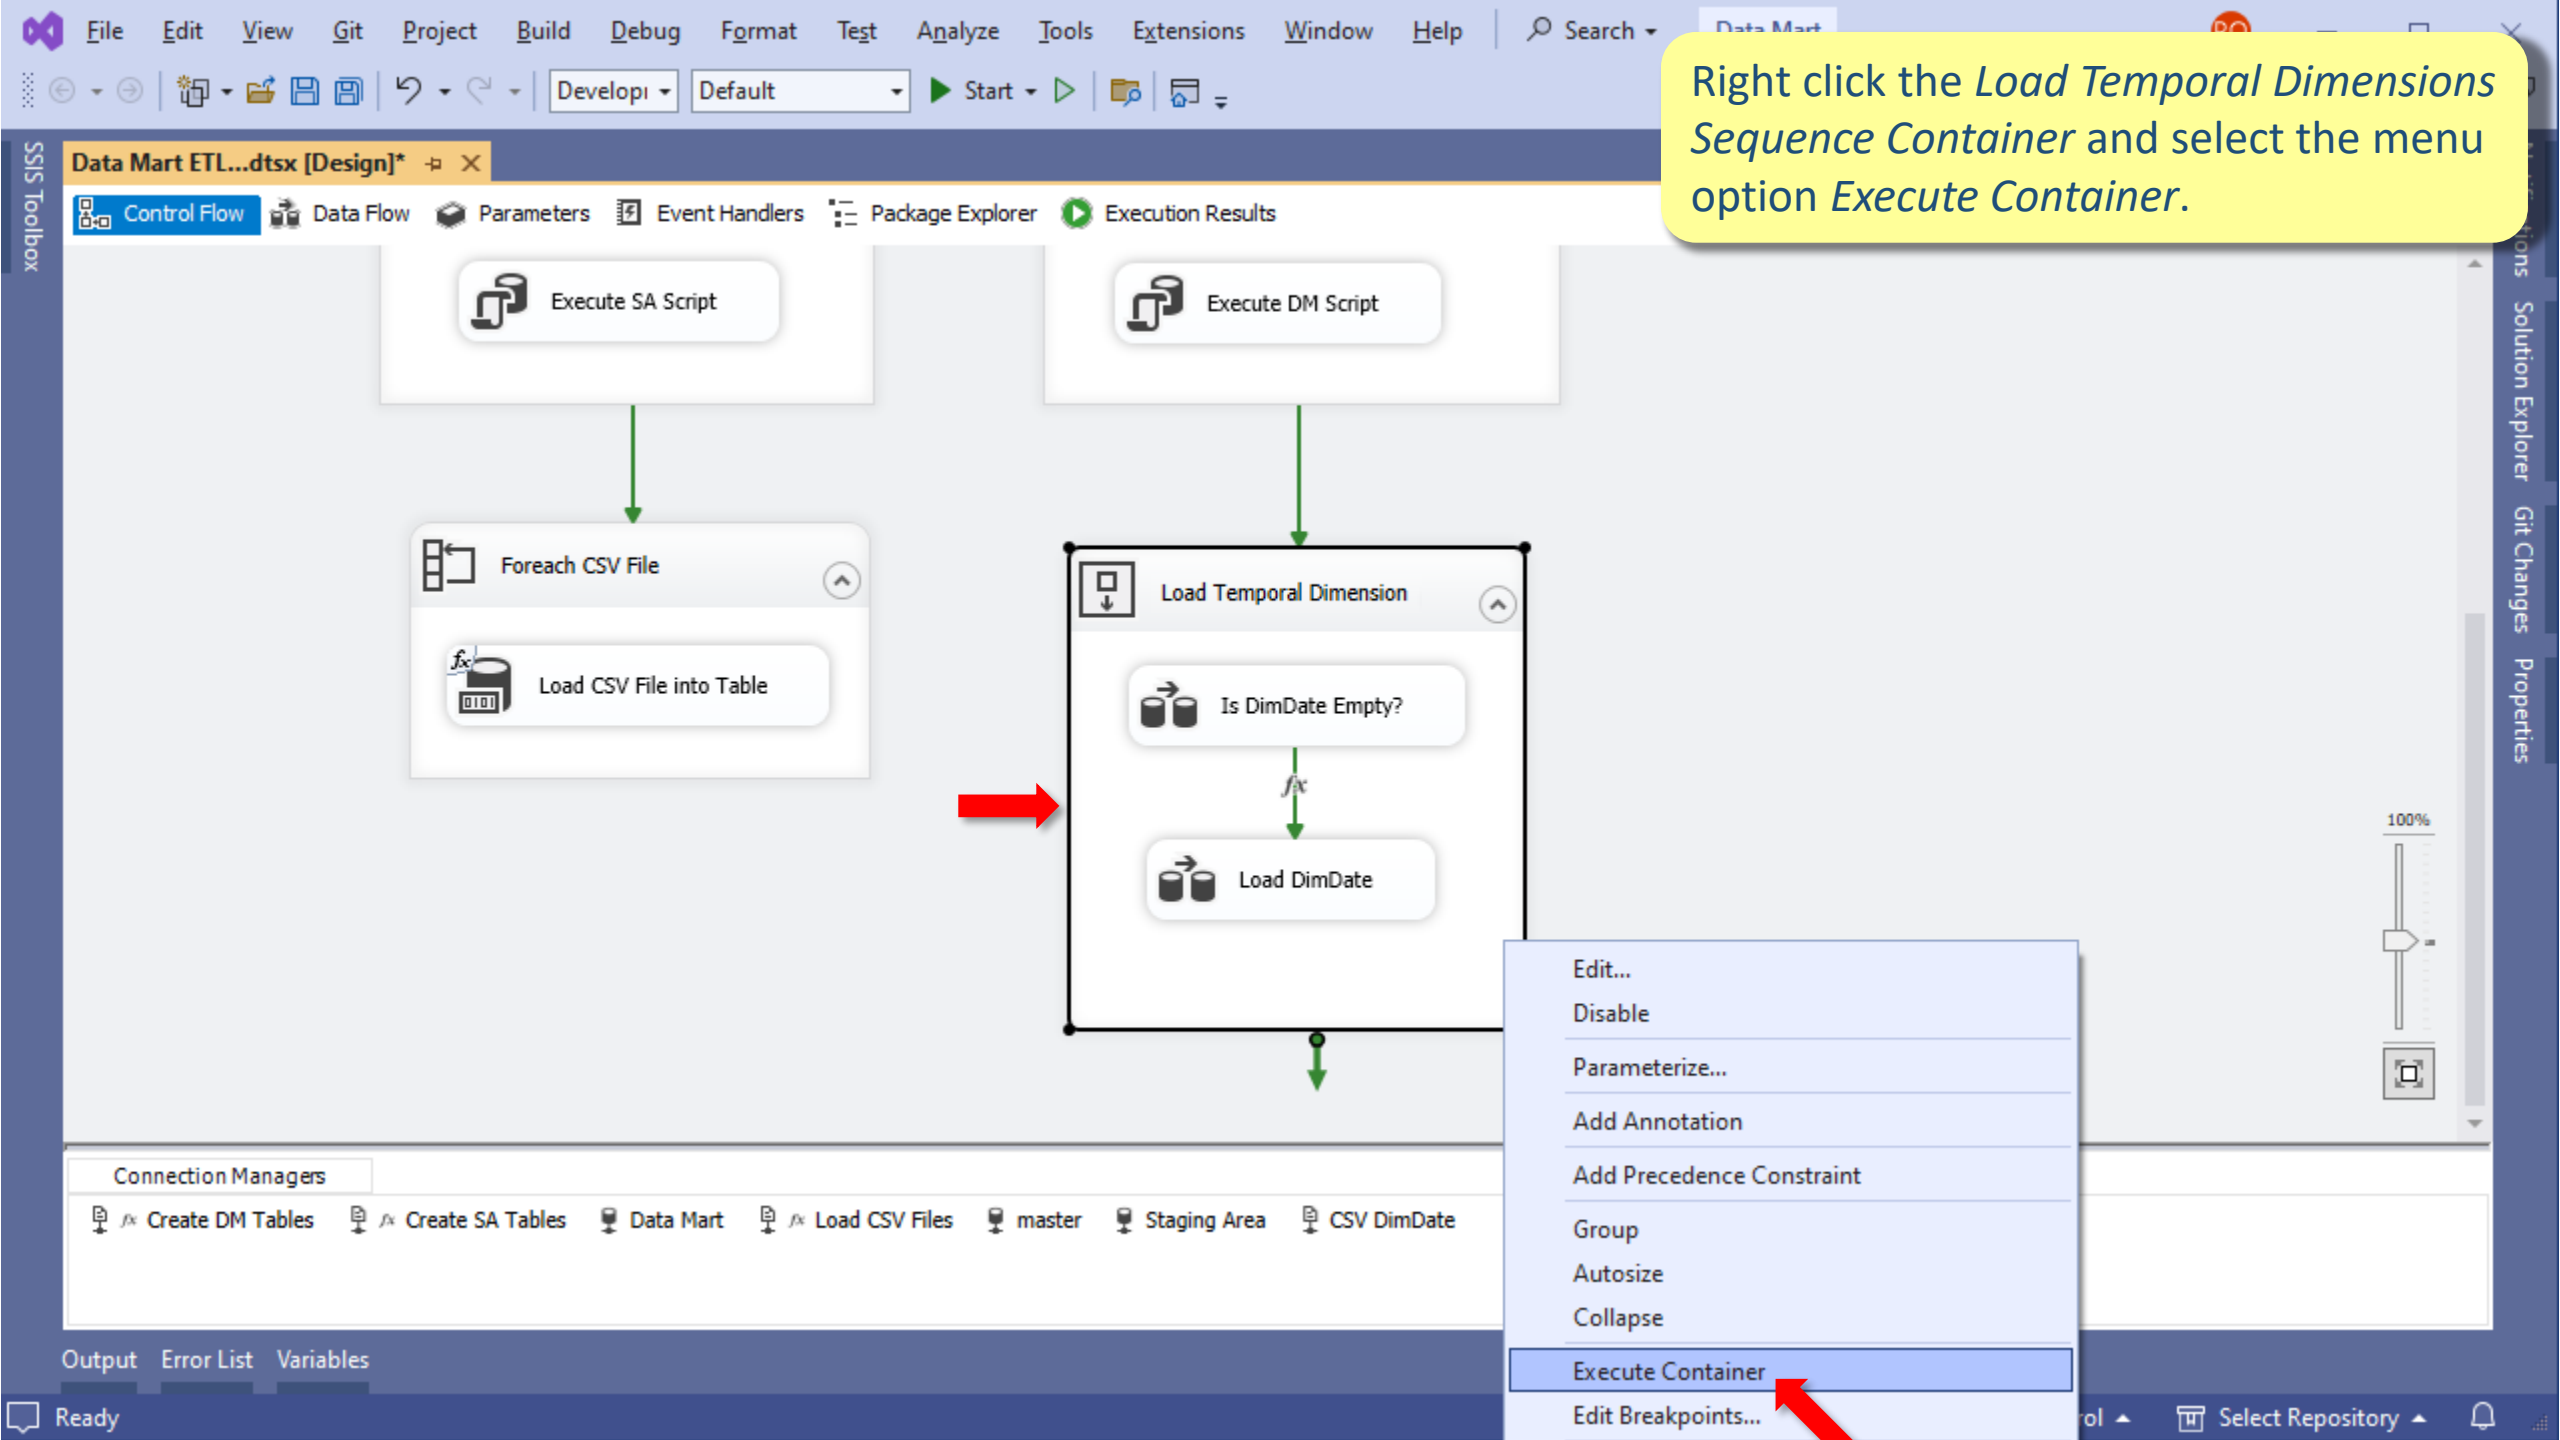 File Edit View Git Project Build Debug Format Test Analyze Tools Extensions Window Help Search Data Mart
Right click the Load Temporal Dimensions
Sequence Container and select the menu
option Execute Container.
Default Start
SSIS Toolbox
Data Mart ETL...dtsx [Design]*
Control Flow Data Flow Parameters Event Handlers Package Explorer Execution Results
Execute SA Script
Execute DM Script
Foreach CSV File
Load CSV File into Table
Load Temporal Dimension
Is DimDate Empty?
fx
Load DimDate
100%
Solution Explorer
Git Changes
Properties
Edit...
Disable
Parameterize...
Add Annotation
Add Precedence Constraint
Group
Autosize
Collapse
Execute Container
Edit Breakpoints...
Connection Managers
fx Create DM Tables fx Create SA Tables Data Mart fx Load CSV Files master Staging Area CSV DimDate
Output Error List Variables
Ready
Select Repository